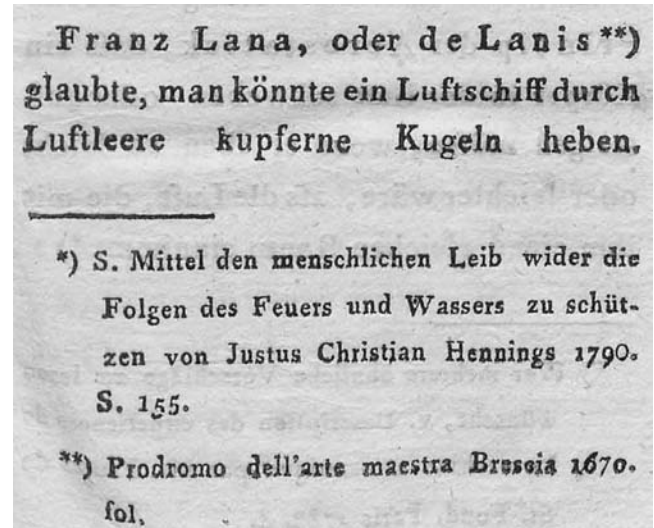 Franz Lana, oder de Lanis **)
glaubte, man könnte ein Luftschiff durch
Luftleere kupferne Kugeln heben.
*) S. Mittel den menschlichen Leib wider die
Folgen des Feuers und Wassers zu schüt-
zen von Justus Christian Hennings 1790.
S. 155.
**) Prodromo dell'arte maestra Brescia 1670.
fol.